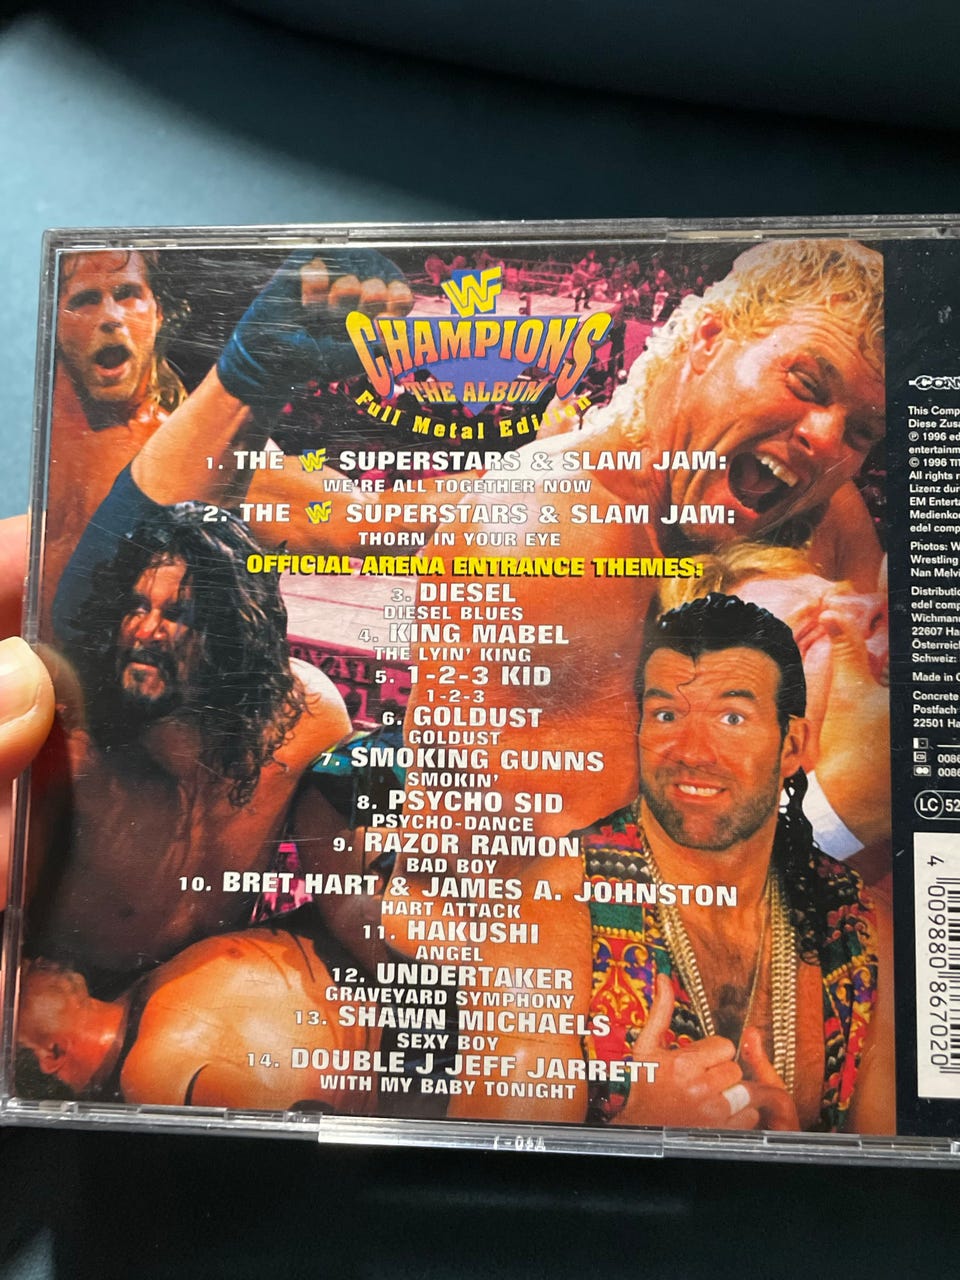 WF
CHAMPIONS
THE ALBUM
Full Metal Edition
1. THE WF SUPERSTARS & SLAM JAM:
WE'RE ALL TOGETHER NOW
2. THE WF SUPERSTARS & SLAM JAM:
THORN IN YOUR EYE
OFFICIAL ARENA ENTRANCE THEMES:
3. DIESEL
DIESEL BLUES
4. KING MABEL
THE LYIN' KING
5. 1-2-3 KID
1-2-3
6. GOLDUST
GOLDUST
7. SMOKING GUNNS
SMOKIN'
8. PSYCHO SID
PSYCHO-DANCE
9. RAZOR RAMON
BAD BOY
10. BRET HART & JAMES A. JOHNSTON
HART ATTACK
11. HAKUSHI
ANGEL
12. UNDERTAKER
GRAVEYARD SYMPHONY
13. SHAWN MICHAELS
SEXY BOY
14. DOUBLE J JEFF JARRETT
WITH MY BABY TONIGHT
This Comp
Diese Zusa
℗ 1996 ed
entertainm
© 1996 TIT
All rights r
Lizenz dur
EM Enterta
Medienko
edel comp
Photos: W
Wrestling
Nan Melvi
Distributio
edel comp
Wichmann
22607 Ha
Österreic
Schweiz:
Made in
Concrete
Postfach
22501 Ha
LC 52
4 009880 867020